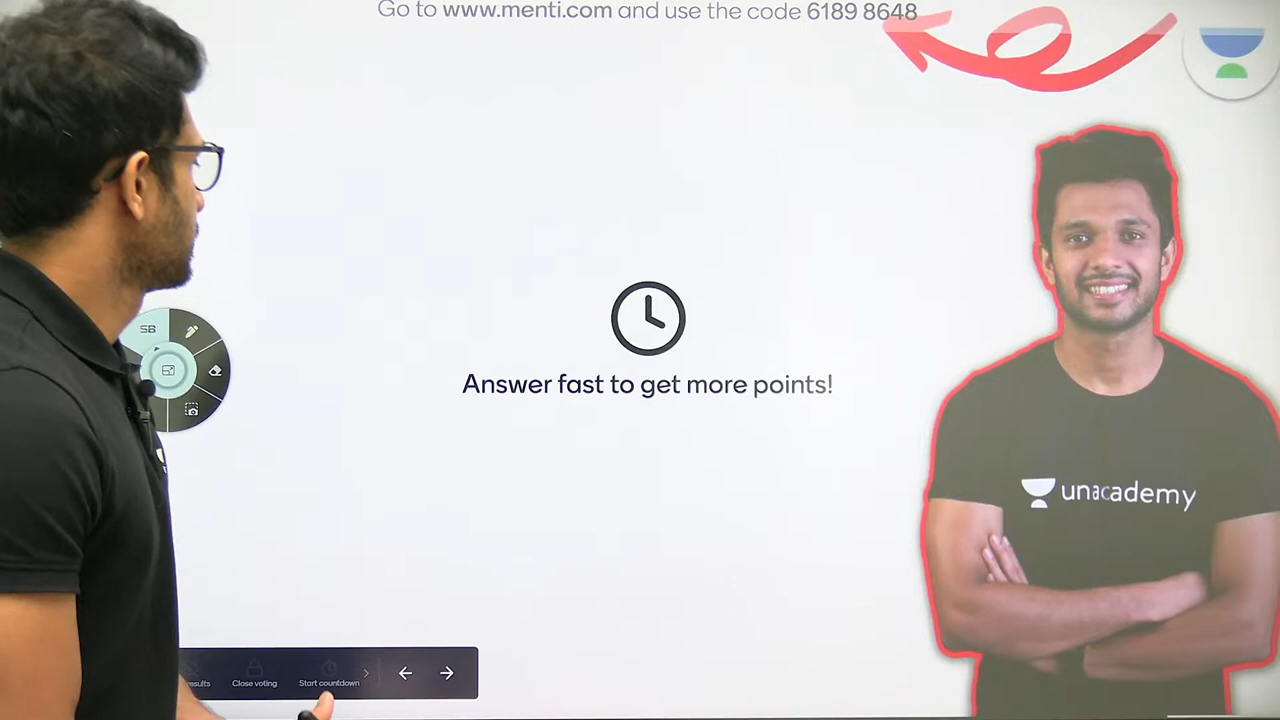 Go to www.menti.com and use the code 6189 8648
Answer fast to get more points!
unacademy
Close voting
Start countdown